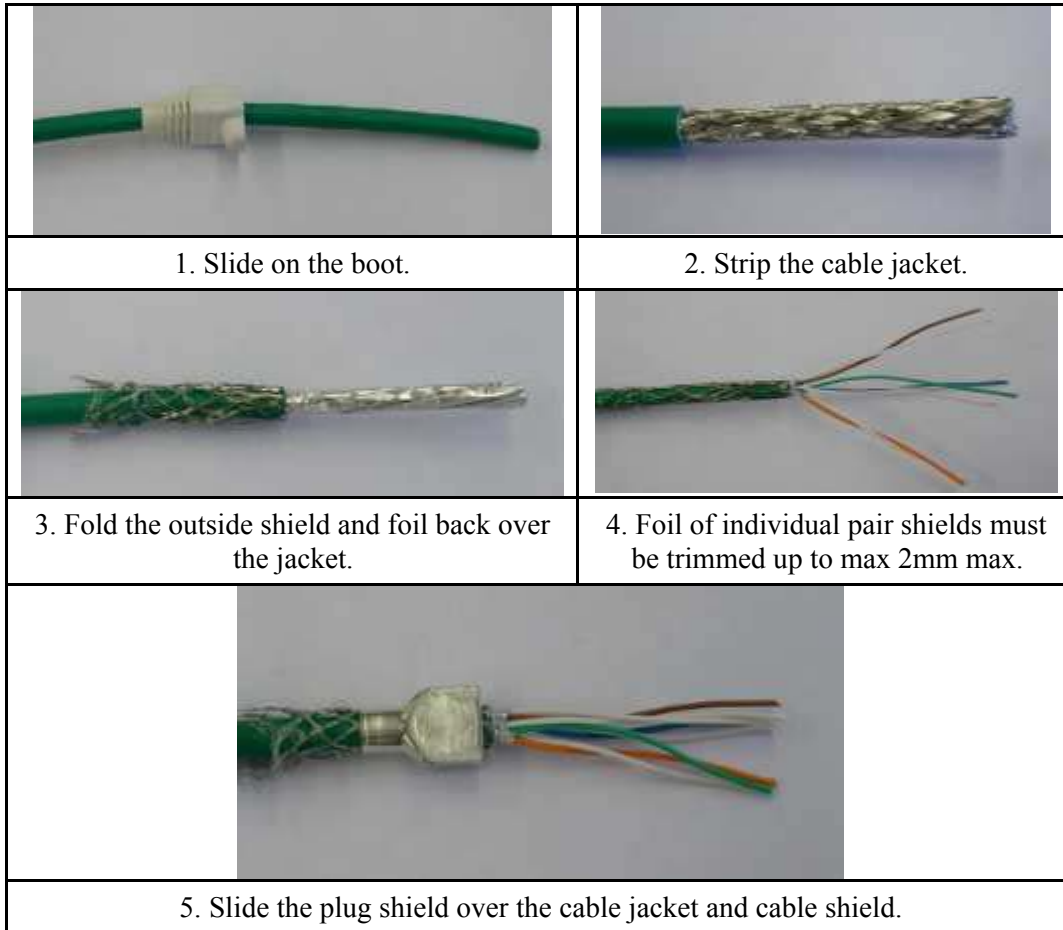 1. Slide on the boot.
2. Strip the cable jacket.
3. Fold the outside shield and foil back over
the jacket.
4. Foil of individual pair shields must
be trimmed up to max 2mm max.
5. Slide the plug shield over the cable jacket and cable shield.